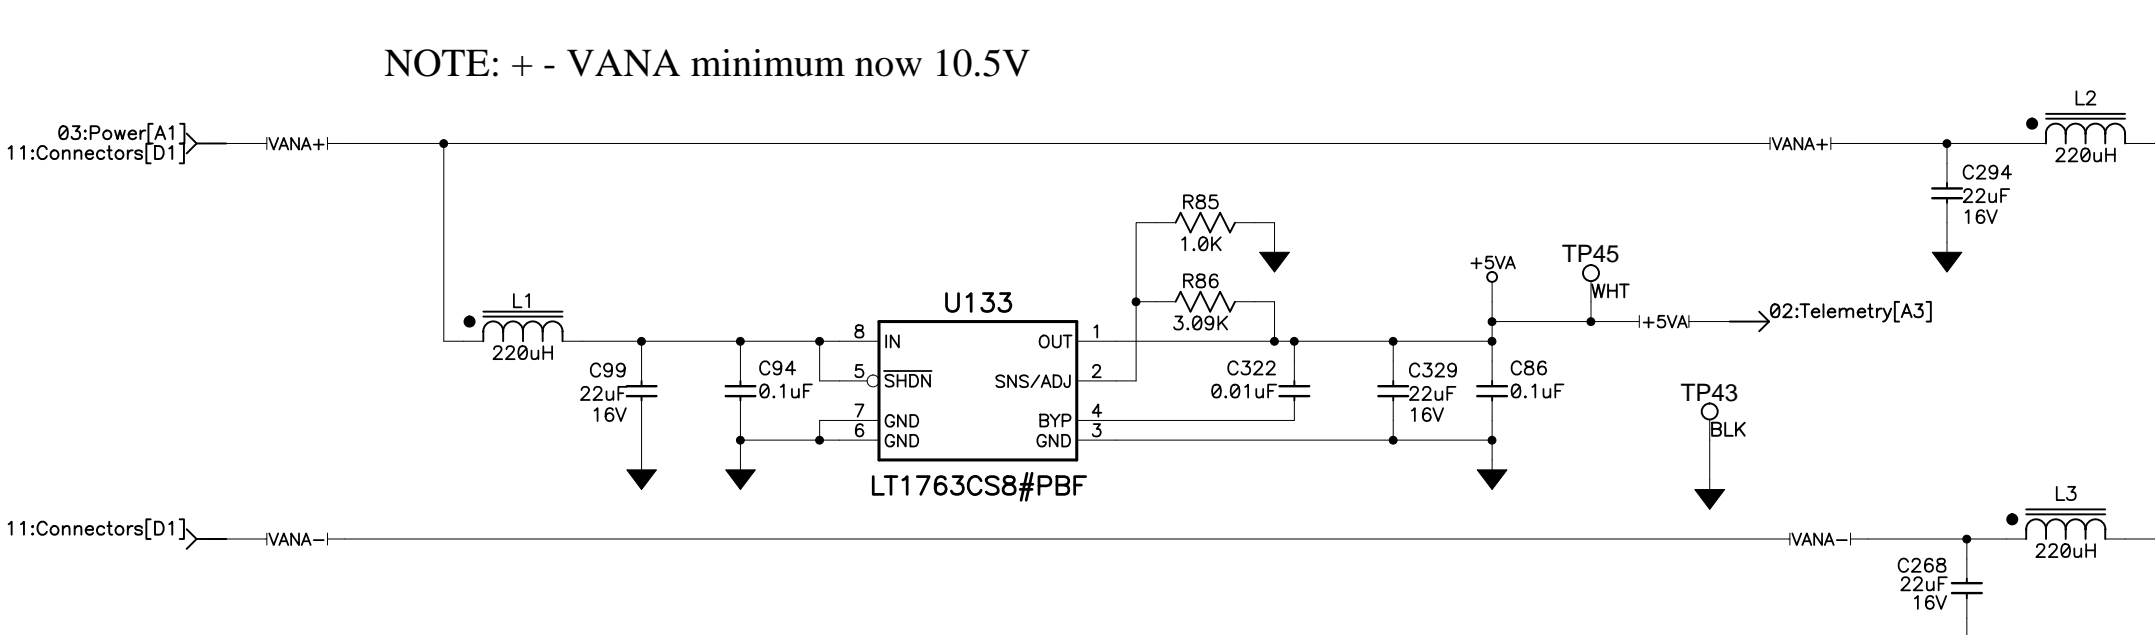 NOTE: + - VANA minimum now 10.5V
L2
03:Power[A1]
11:Connectors[D1]
VANA+
VANA+
220uH
C294
22uF
16V
R85
1.0K
+5VA
TP45
WHT
R86
3.09K
02:Telemetry[A3]
+5VA
L1
220uH
U133
8
IN
OUT
1
5
SHDN
SNS/ADJ
2
7
GND
BYP
4
6
GND
GND
3
LT1763CS8#PBF
C99
22uF
16V
C94
0.1uF
C322
0.01uF
C329
22uF
16V
C86
0.1uF
TP43
BLK
L3
11:Connectors[D1]
VANA-
VANA-
220uH
C268
22uF
16V